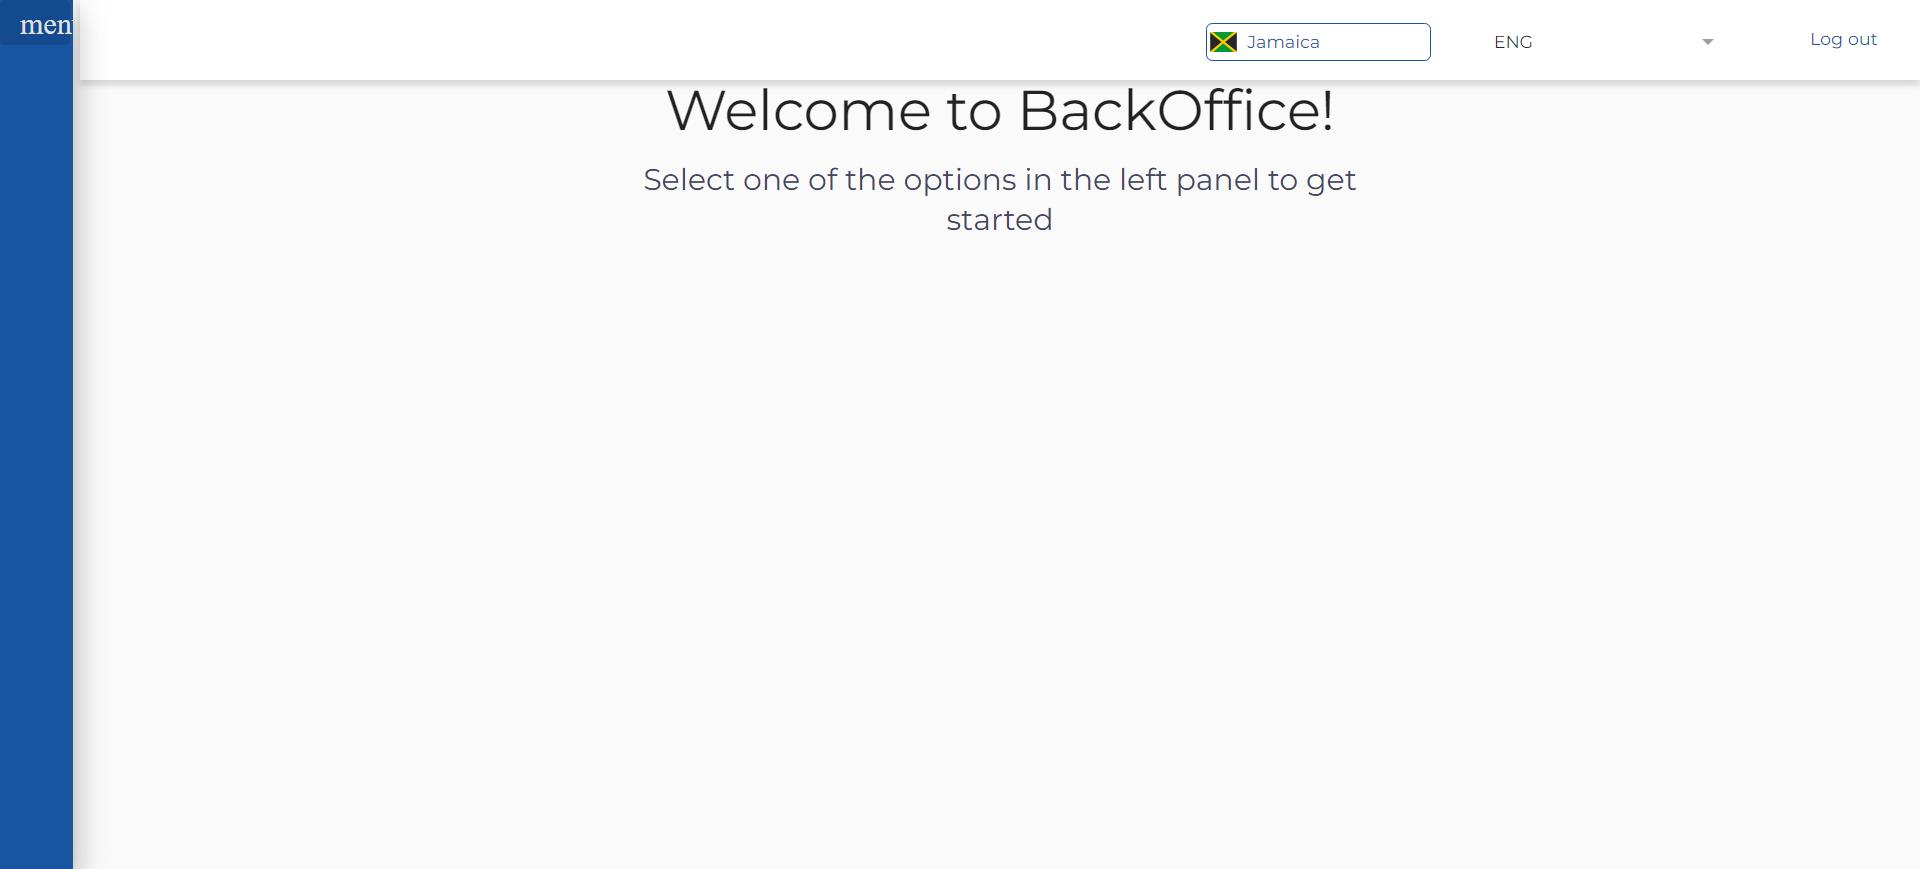 men
Jamaica
ENG
Log out
Welcome to BackOffice!
Select one of the options in the left panel to get
started